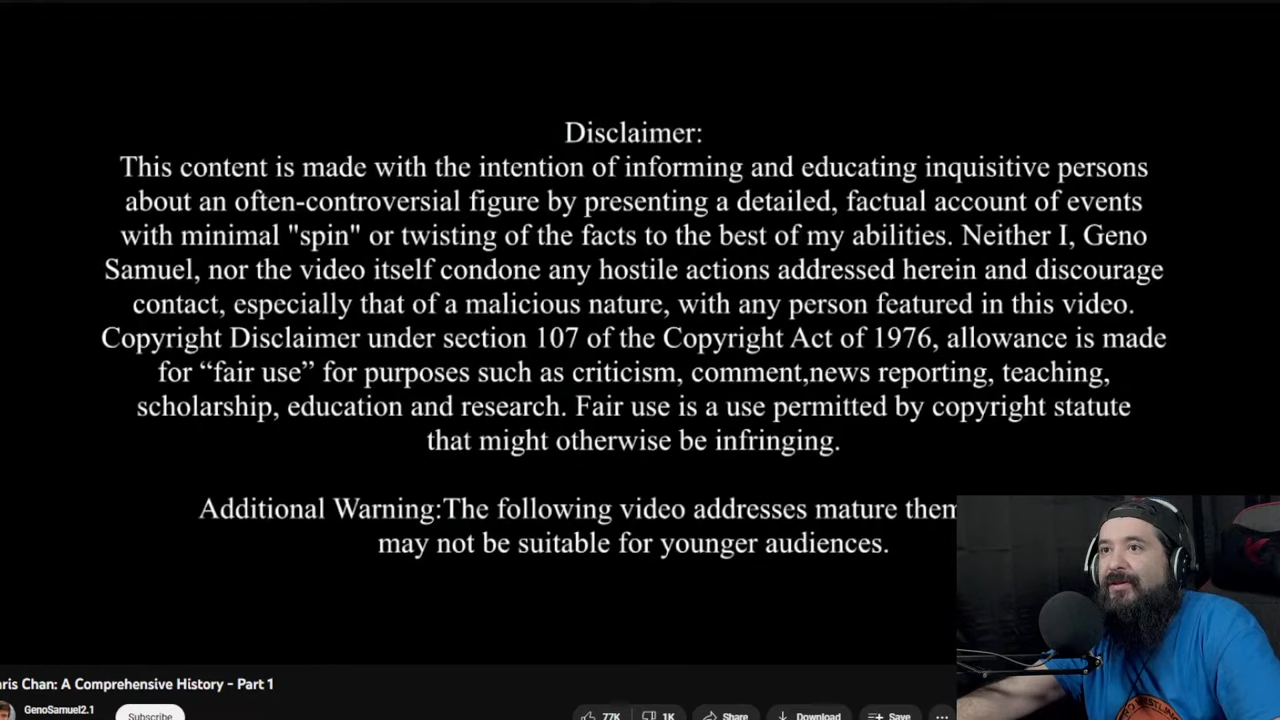 Disclaimer:
This content is made with the intention of informing and educating inquisitive persons
about an often-controversial figure by presenting a detailed, factual account of events
with minimal "spin" or twisting of the facts to the best of my abilities. Neither I, Geno
Samuel, nor the video itself condone any hostile actions addressed herein and discourage
contact, especially that of a malicious nature, with any person featured in this video.
Copyright Disclaimer under section 107 of the Copyright Act of 1976, allowance is made
for “fair use” for purposes such as criticism, comment,news reporting, teaching,
scholarship, education and research. Fair use is a use permitted by copyright statute
that might otherwise be infringing.
Additional Warning:The following video addresses mature them
may not be suitable for younger audiences.
aris Chan: A Comprehensive History - Part 1
GenoSamuel2.1
Subscribe
77K
1K
Share
Download
Save